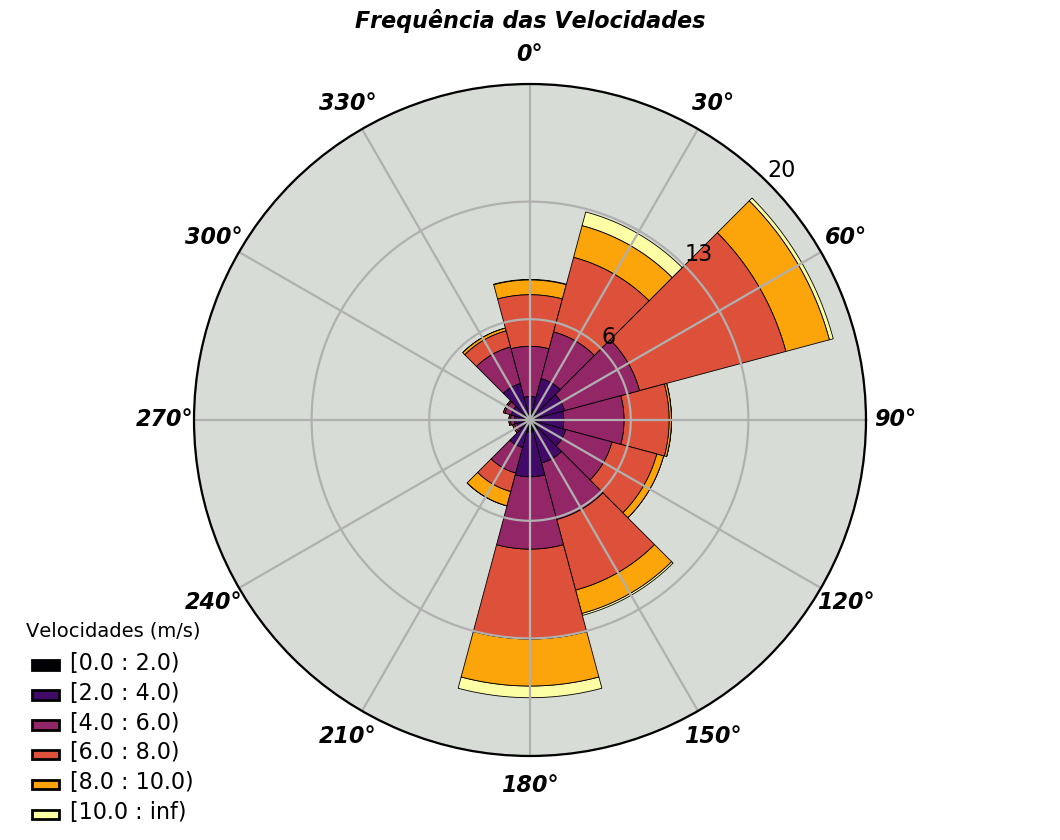 Frequência das Velocidades
0°
330°
30°
20
300°
60°
13
6
270°
90°
240°
120°
210°
150°
180°
Velocidades (m/s)
[0.0 : 2.0)
[2.0 : 4.0)
[4.0 : 6.0)
[6.0 : 8.0)
[8.0 : 10.0)
[10.0 : inf)